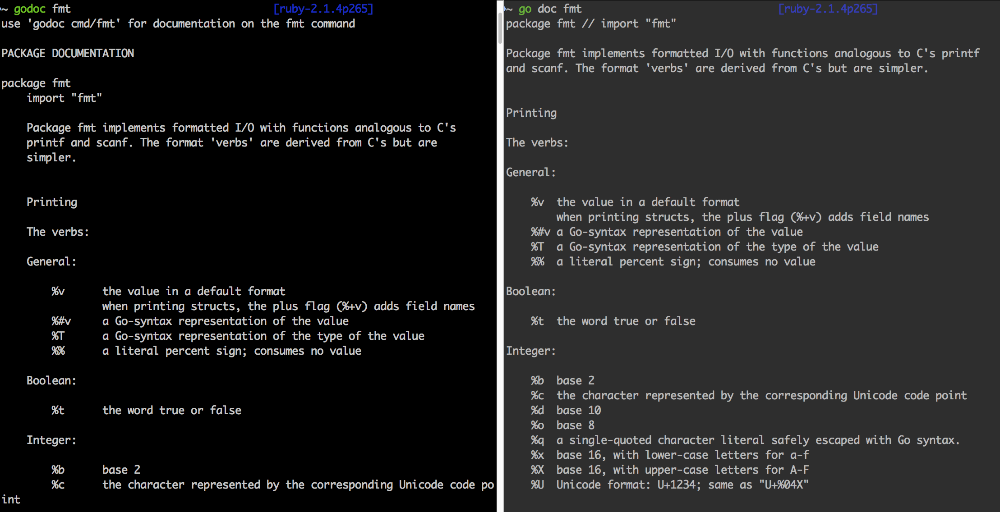 ~ godoc fmt [ruby-2.1.4p265]
use 'godoc cmd/fmt' for documentation on the fmt command
PACKAGE DOCUMENTATION
package fmt
import "fmt"
Package fmt implements formatted I/O with functions analogous to C's
printf and scanf. The format 'verbs' are derived from C's but are
simpler.
Printing
The verbs:
General:
%v the value in a default format
when printing structs, the plus flag (%+v) adds field names
%#v a Go-syntax representation of the value
%T a Go-syntax representation of the type of the value
%% a literal percent sign; consumes no value
Boolean:
%t the word true or false
Integer:
%b base 2
%c the character represented by the corresponding Unicode code po
int
~ go doc fmt [ruby-2.1.4p265]
package fmt // import "fmt"
Package fmt implements formatted I/O with functions analogous to C's printf
and scanf. The format 'verbs' are derived from C's but are simpler.
Printing
The verbs:
General:
%v the value in a default format
when printing structs, the plus flag (%+v) adds field names
%#v a Go-syntax representation of the value
%T a Go-syntax representation of the type of the value
%% a literal percent sign; consumes no value
Boolean:
%t the word true or false
Integer:
%b base 2
%c the character represented by the corresponding Unicode code point
%d base 10
%o base 8
%q a single-quoted character literal safely escaped with Go syntax.
%x base 16, with lower-case letters for a-f
%X base 16, with upper-case letters for A-F
%U Unicode format: U+1234; same as "U+%04X"